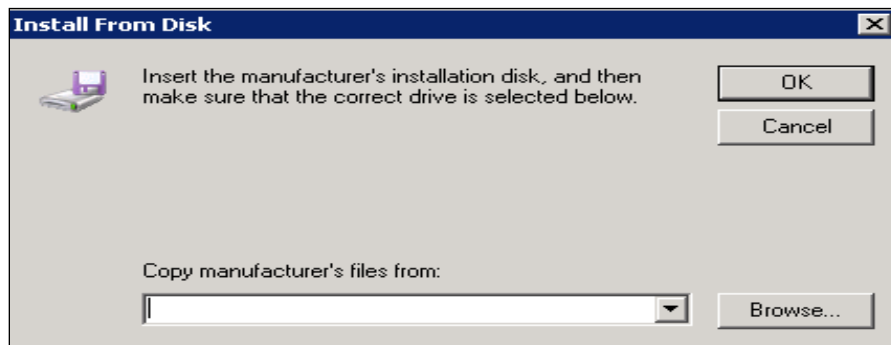 Install From Disk
Insert the manufacturer's installation disk, and then
make sure that the correct drive is selected below.
OK
Cancel
Copy manufacturer's files from:
Browse...